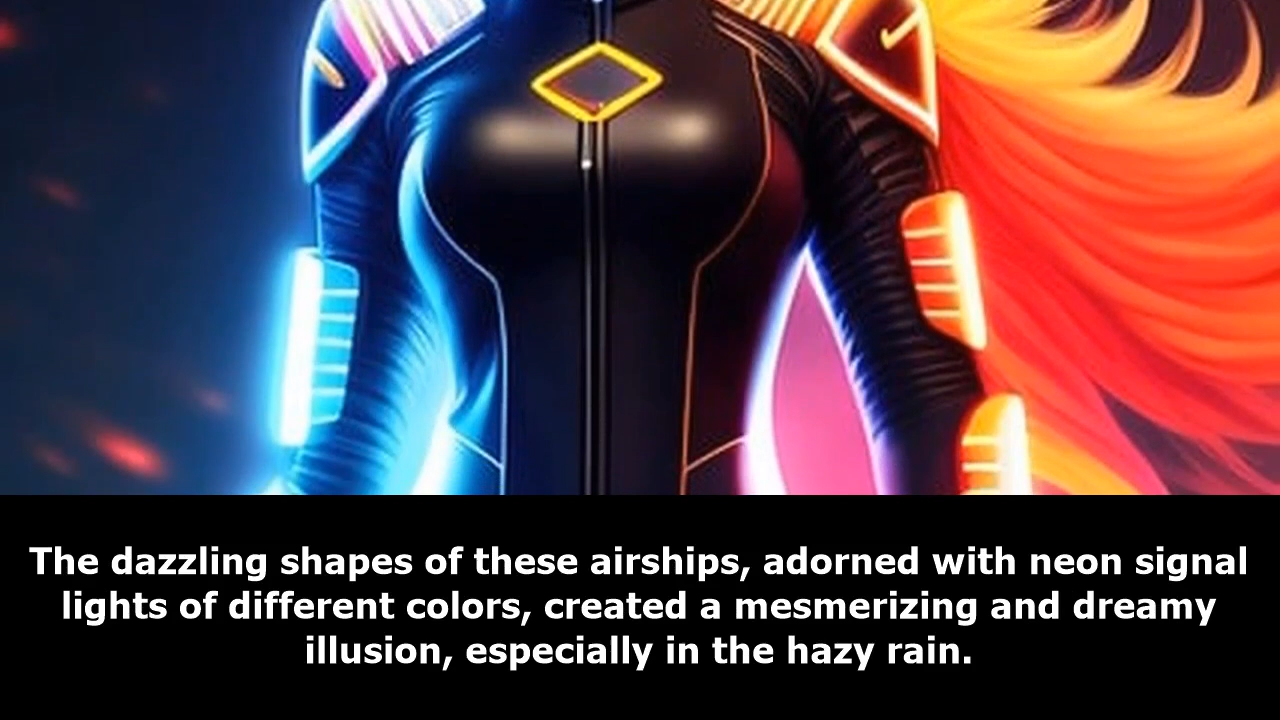 The dazzling shapes of these airships, adorned with neon signal
lights of different colors, created a mesmerizing and dreamy
illusion, especially in the hazy rain.